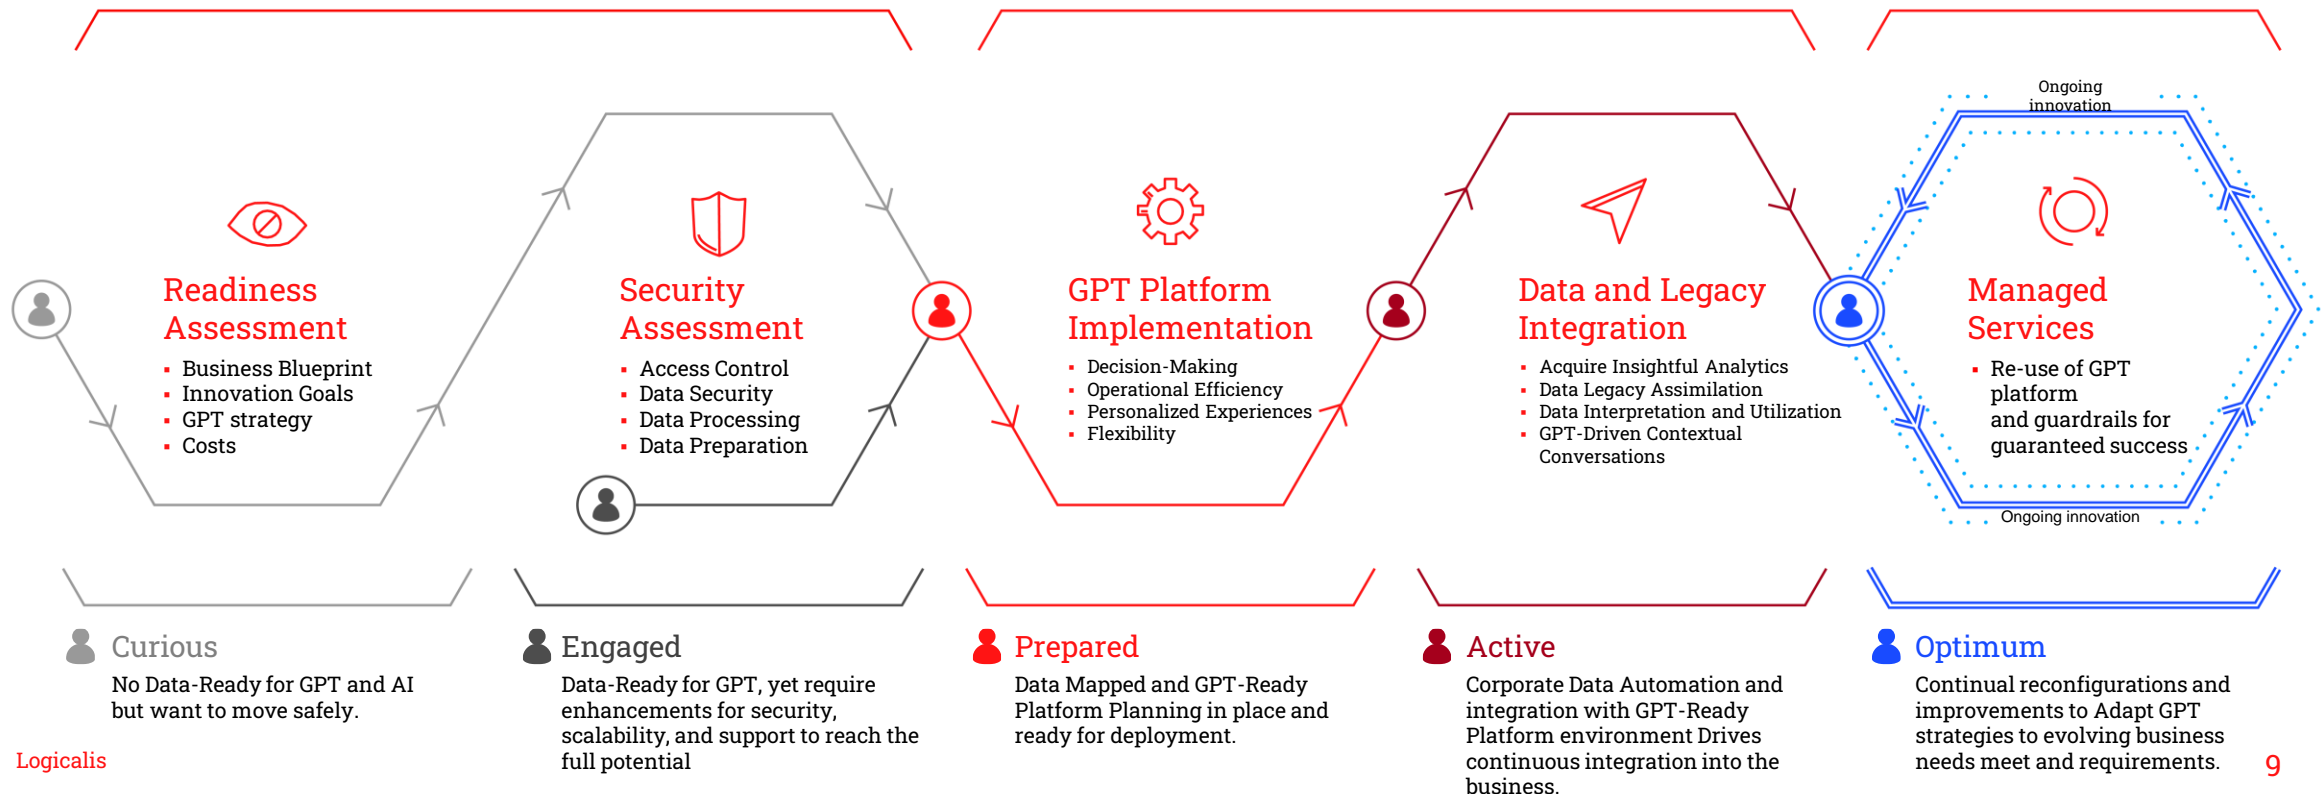 Ongoing
innovation
Readiness
Assessment
▪ Business Blueprint
▪ Innovation Goals
▪ GPT strategy
▪ Costs
Security
Assessment
▪ Access Control
▪ Data Security
▪ Data Processing
▪ Data Preparation
GPT Platform
Implementation
▪ Decision-Making
▪ Operational Efficiency
▪ Personalized Experiences
▪ Flexibility
Data and Legacy
Integration
▪ Acquire Insightful Analytics
▪ Data Legacy Assimilation
▪ Data Interpretation and Utilization
▪ GPT-Driven Contextual
Conversations
Managed
Services
▪ Re-use of GPT
platform
and guardrails for
guaranteed success
Ongoing innovation
Curious
No Data-Ready for GPT and AI
but want to move safely.
Engaged
Data-Ready for GPT, yet require
enhancements for security,
scalability, and support to reach the
full potential
Prepared
Data Mapped and GPT-Ready
Platform Planning in place and
ready for deployment.
Active
Corporate Data Automation and
integration with GPT-Ready
Platform environment Drives
continuous integration into the
business.
Optimum
Continual reconfigurations and
improvements to Adapt GPT
strategies to evolving business
needs meet and requirements.
Logicalis
9